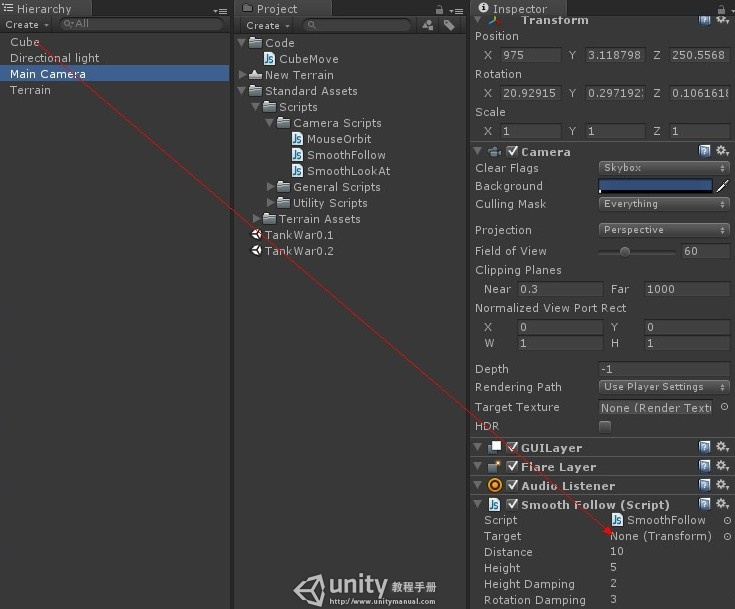 Hierarchy
Create
All
Cube
Directional light
Main Camera
Terrain
Project
Create
Code
CubeMove
New Terrain
Standard Assets
Scripts
Camera Scripts
MouseOrbit
SmoothFollow
SmoothLookAt
General Scripts
Utility Scripts
Terrain Assets
TankWar0.1
TankWar0.2
Inspector
Transform
Position
X 975 Y 3.118798 Z 250.5568
Rotation
X 20.92915 Y 0.297192 Z 0.1061618
Scale
X 1 Y 1 Z 1
Camera
Clear Flags Skybox
Background
Culling Mask Everything
Projection Perspective
Field of View 60
Clipping Planes
Near 0.3 Far 1000
Normalized View Port Rect
X 0 Y 0
W 1 H 1
Depth -1
Rendering Path Use Player Settings
Target Texture None (Render Textu
HDR
GUILayer
Flare Layer
Audio Listener
Smooth Follow (Script)
Script SmoothFollow
Target None (Transform)
Distance 10
Height 5
Height Damping 2
Rotation Damping 3
unity 教程手册
http://www.unitymanual.com